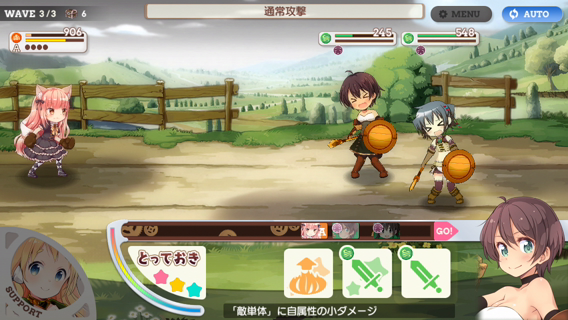 WAVE 3/3 6
通常攻撃
MENU
AUTO
906
A
245
548
GO!
とっておき
SUPPORT
「敵単体」に自属性の小ダメージ